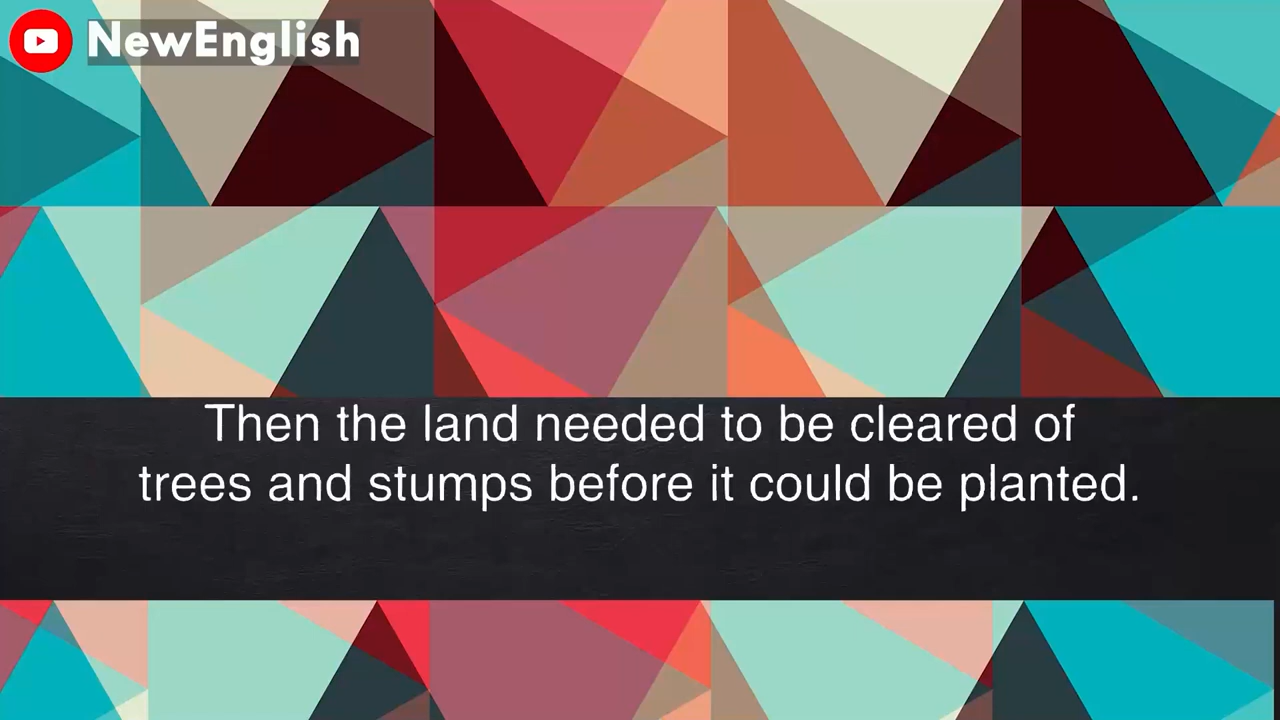 NewEnglish
Then the land needed to be cleared of
trees and stumps before it could be planted.